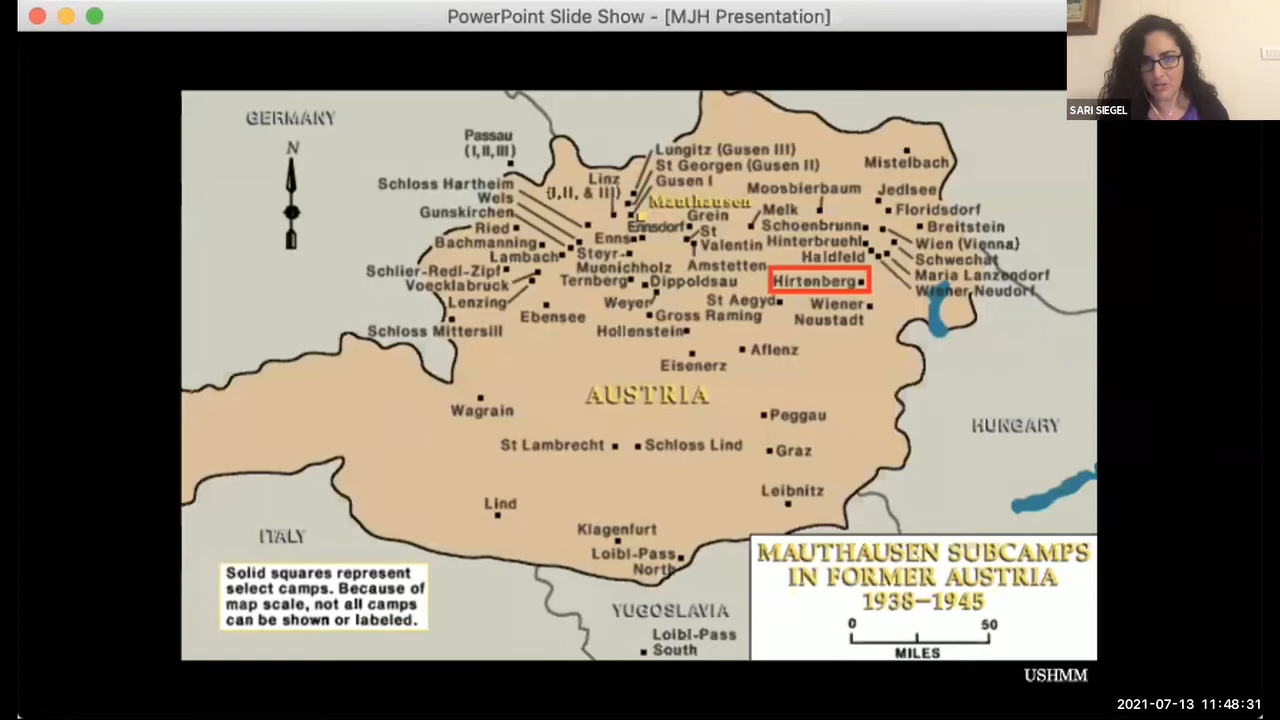 PowerPoint Slide Show - [MJH Presentation]
SARI SIEGEL
GERMANY
N
Passau
(I,II,III)
Lungitz (Gusen III)
St Georgen (Gusen II)
Gusen I
Linz
(I,II, & III)
Mauthausen
Schloss Hartheim
Wels
Gunskirchen
Ried
Bachmanning
Lambach
Schlier-Redl-Zipf
Voecklabruck
Lenzing
Schloss Mittersill
Ebensee
Enns
Ennsdorf
Steyr
Muenichholz
Ternberg
Dippoldsau
Weyer
Gross Raming
Hollenstein
Grein
St
Valentin
Amstetten
Melk
Moosbierbaum
Mistelbach
Jedlsee
Floridsdorf
Breitstein
Schoenbrunn
Hinterbruehl
Haidfeld
Wien (Vienna)
Schwechat
Maria Lanzendorf
Wiener Neudorf
Hirtenberg
St Aegyd
Wiener
Neustadt
Aflenz
Eisenerz
AUSTRIA
Wagrain
Peggau
St Lambrecht
Schloss Lind
Graz
HUNGARY
Leibnitz
Lind
Klagenfurt
Loibl-Pass
North
ITALY
YUGOSLAVIA
Loibl-Pass
South
Solid squares represent
select camps. Because of
map scale, not all camps
can be shown or labeled.
MAUTHAUSEN SUBCAMPS
IN FORMER AUSTRIA
1938–1945
0 50
MILES
USHMM
2021-07-13 11:48:31